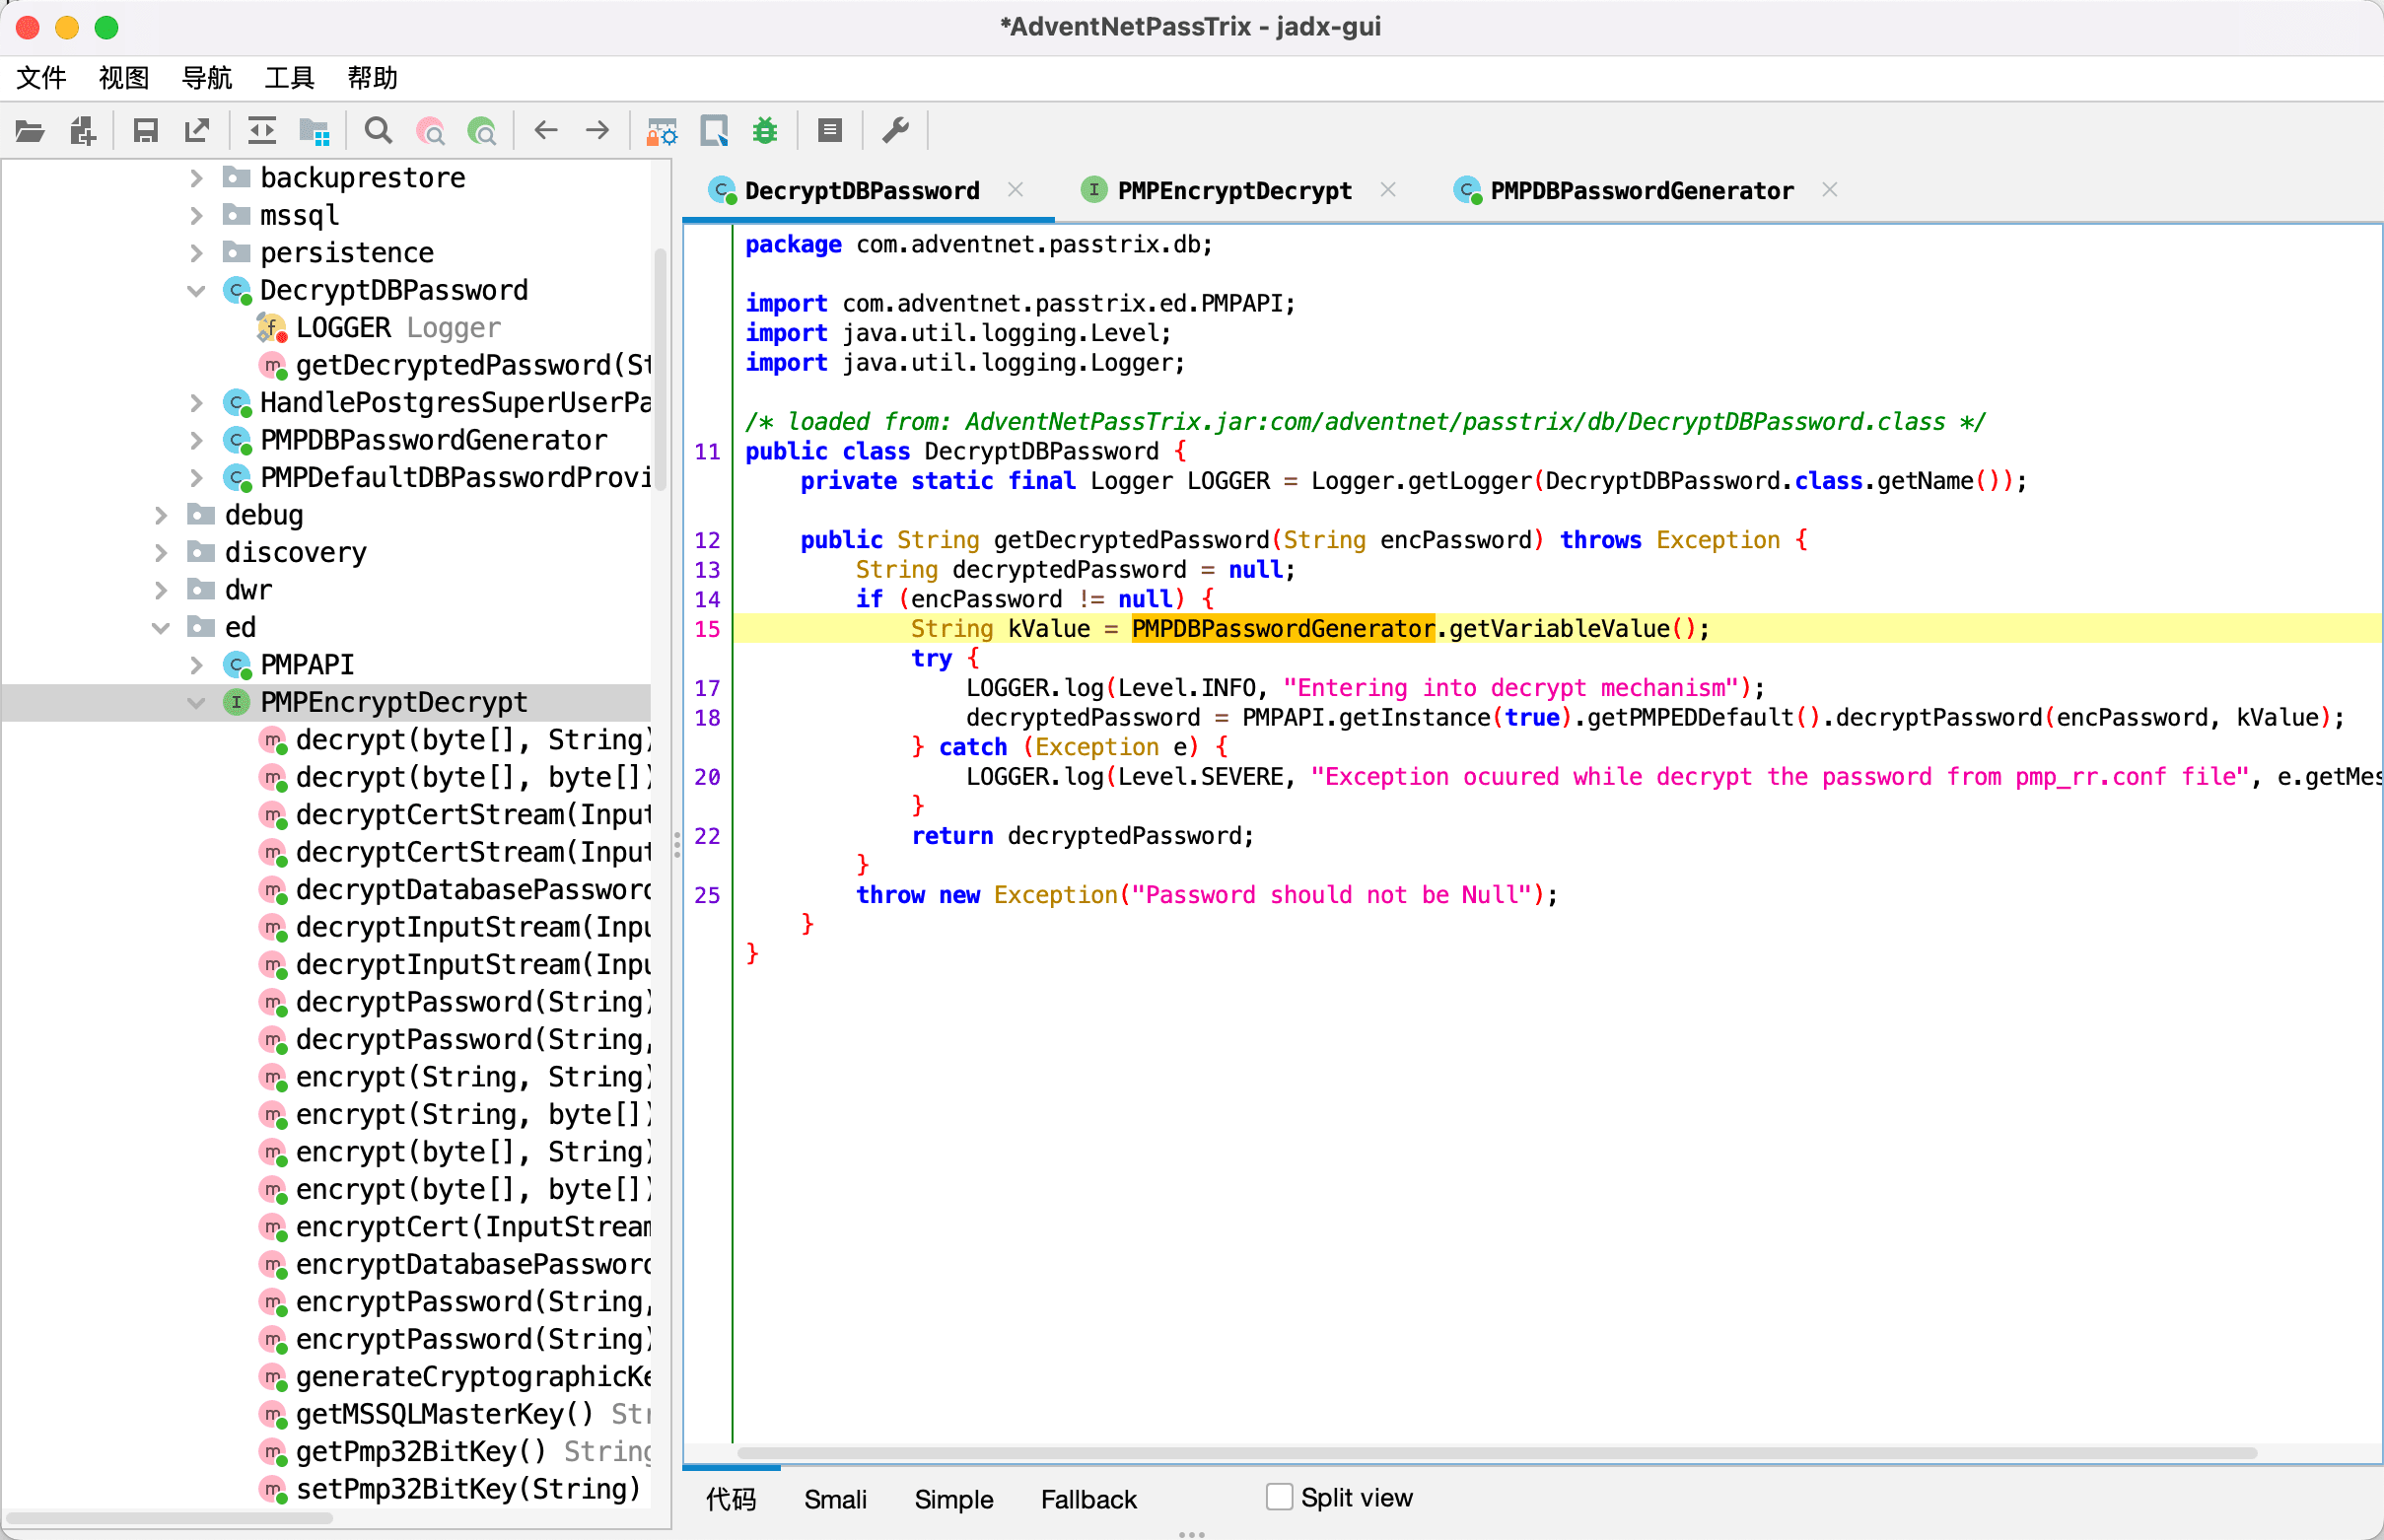 *AdventNetPassTrix - jadx-gui
文件 视图 导航 工具 帮助
backuprestore
mssql
persistence
DecryptDBPassword
LOGGER Logger
getDecryptedPassword(St
HandlePostgresSuperUserPa
PMPDBPasswordGenerator
PMPDefaultDBPasswordProvi
debug
discovery
dwr
ed
PMPAPI
PMPEncryptDecrypt
decrypt(byte[], String)
decrypt(byte[], byte[])
decryptCertStream(Input
decryptCertStream(Input
decryptDatabasePassword
decryptInputStream(Inpu
decryptInputStream(Inpu
decryptPassword(String)
decryptPassword(String,
encrypt(String, String)
encrypt(String, byte[])
encrypt(byte[], String)
encrypt(byte[], byte[])
encryptCert(InputStream
encryptDatabasePassword
encryptPassword(String,
encryptPassword(String)
generateCryptographicKe
getMSSQLMasterKey() Str
getPmp32BitKey() String
setPmp32BitKey(String)
DecryptDBPassword PMPEncryptDecrypt PMPDBPasswordGenerator
package com.adventnet.passtrix.db;
import com.adventnet.passtrix.ed.PMPAPI;
import java.util.logging.Level;
import java.util.logging.Logger;
/* loaded from: AdventNetPassTrix.jar:com/adventnet/passtrix/db/DecryptDBPassword.class */
11 public class DecryptDBPassword {
private static final Logger LOGGER = Logger.getLogger(DecryptDBPassword.class.getName());
12 public String getDecryptedPassword(String encPassword) throws Exception {
13 String decryptedPassword = null;
14 if (encPassword != null) {
15 String kValue = PMPDBPasswordGenerator.getVariableValue();
try {
17 LOGGER.log(Level.INFO, "Entering into decrypt mechanism");
18 decryptedPassword = PMPAPI.getInstance(true).getPMPEDDefault().decryptPassword(encPassword, kValue);
} catch (Exception e) {
20 LOGGER.log(Level.SEVERE, "Exception ocuured while decrypt the password from pmp_rr.conf file", e.getMes
}
22 return decryptedPassword;
}
25 throw new Exception("Password should not be Null");
}
}
代码 Smali Simple Fallback Split view